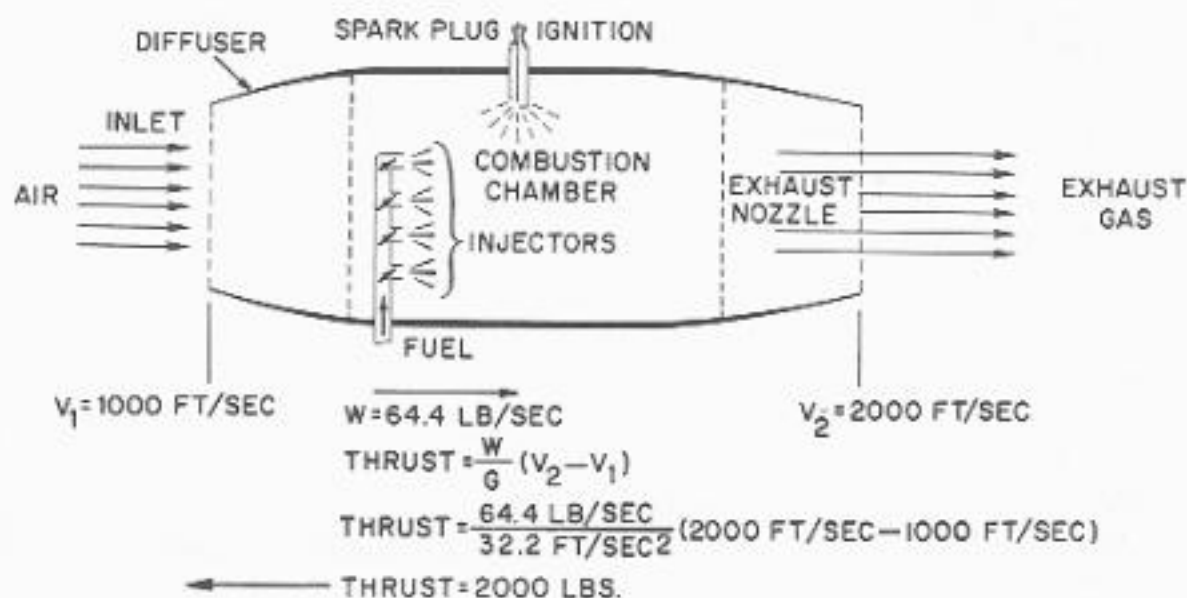 SPARK PLUG IGNITION
DIFFUSER
INLET
AIR
COMBUSTION
CHAMBER
INJECTORS
EXHAUST
NOZZLE
EXHAUST
GAS
FUEL
V₁=1000 FT/SEC
W=64.4 LB/SEC
V₂=2000 FT/SEC
THRUST=W/G (V₂—V₁)
THRUST=64.4 LB/SEC/32.2 FT/SEC2 (2000 FT/SEC—1000 FT/SEC)
THRUST=2000 LBS.